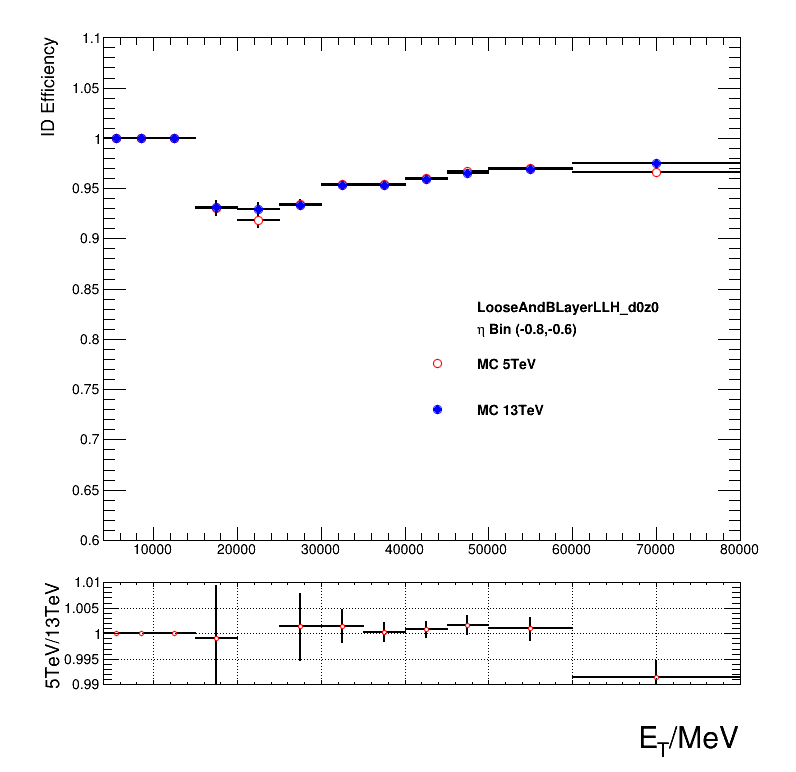 ID Efficiency
1.1
1.05
1
0.95
0.9
0.85
0.8
0.75
0.7
0.65
0.6
LooseAndBLayerLLH_d0z0
η Bin (-0.8,-0.6)
MC 5TeV
MC 13TeV
10000 20000 30000 40000 50000 60000 70000 80000
5TeV/13TeV
1.01
1.005
1
0.995
0.99
E_T/MeV